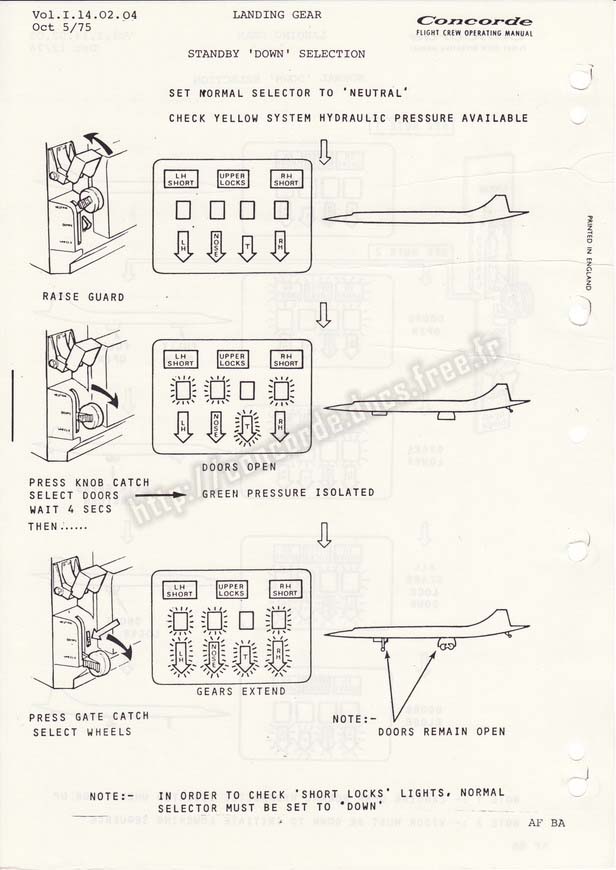 Vol.I.14.02.04
Oct 5/75
LANDING GEAR
Concorde
FLIGHT CREW OPERATING MANUAL
STANDBY 'DOWN' SELECTION
SET NORMAL SELECTOR TO 'NEUTRAL'
CHECK YELLOW SYSTEM HYDRAULIC PRESSURE AVAILABLE
LH SHORT
UPPER LOCKS
RH SHORT
LH
NOSE
T
RH
RAISE GUARD
PRINTED IN ENGLAND
LH SHORT
UPPER LOCKS
RH SHORT
LH
NOSE
T
RH
DOORS OPEN
PRESS KNOB CATCH
SELECT DOORS
GREEN PRESSURE ISOLATED
WAIT 4 SECS
THEN......
http://concorde.docs.free.fr
LH SHORT
UPPER LOCKS
RH SHORT
LH
NOSE
T
RH
GEARS EXTEND
PRESS GATE CATCH
SELECT WHEELS
NOTE:-
DOORS REMAIN OPEN
NOTE:- IN ORDER TO CHECK 'SHORT LOCKS' LIGHTS, NORMAL
SELECTOR MUST BE SET TO 'DOWN'
AF BA